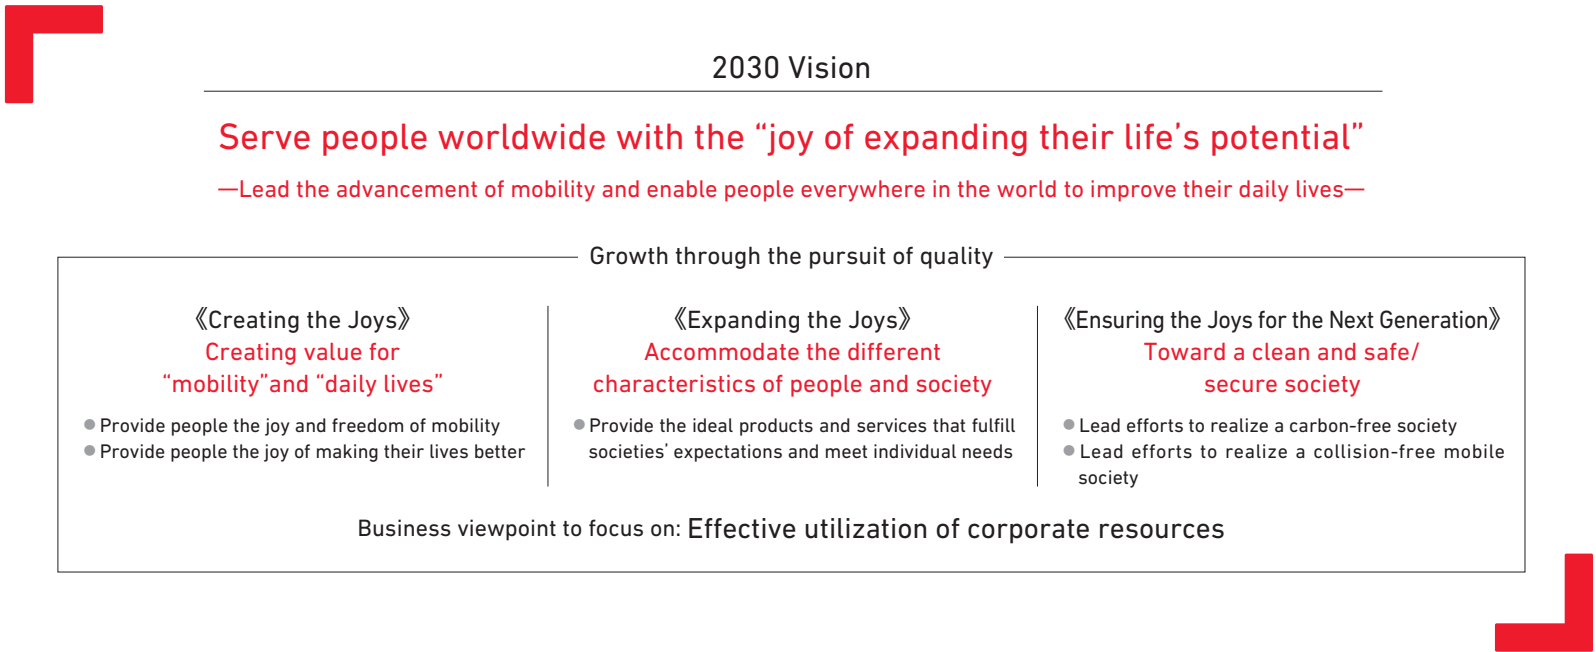 2030 Vision
Serve people worldwide with the “joy of expanding their life’s potential”
—Lead the advancement of mobility and enable people everywhere in the world to improve their daily lives—
Growth through the pursuit of quality
《Creating the Joys》
Creating value for
“mobility”and “daily lives”
● Provide people the joy and freedom of mobility
● Provide people the joy of making their lives better
《Expanding the Joys》
Accommodate the different
characteristics of people and society
● Provide the ideal products and services that fulfill
societies’ expectations and meet individual needs
《Ensuring the Joys for the Next Generation》
Toward a clean and safe/
secure society
● Lead efforts to realize a carbon-free society
● Lead efforts to realize a collision-free mobile
society
Business viewpoint to focus on: Effective utilization of corporate resources